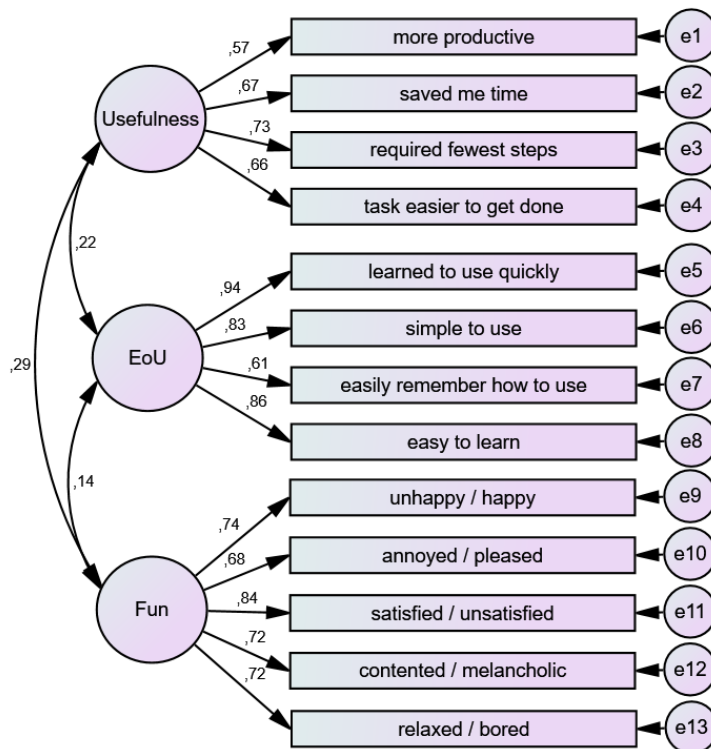 ,57
more productive
e1
,67
saved me time
e2
Usefulness
,73
required fewest steps
e3
,66
task easier to get done
e4
,22
,94
learned to use quickly
e5
,83
simple to use
e6
EoU
,29
,61
easily remember how to use
e7
,86
easy to learn
e8
,14
,74
unhappy / happy
e9
,68
annoyed / pleased
e10
Fun
,84
satisfied / unsatisfied
e11
,72
contented / melancholic
e12
,72
relaxed / bored
e13